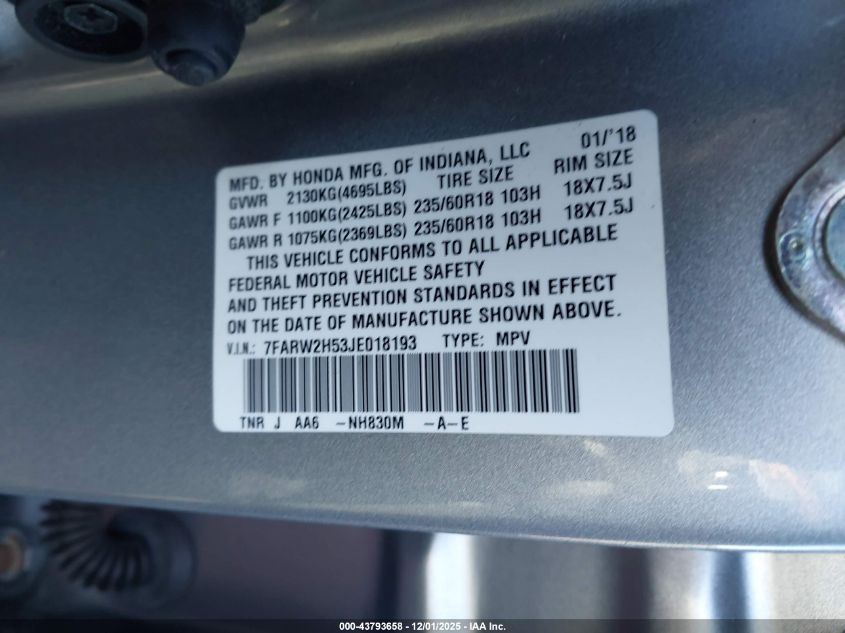 MFD. BY HONDA MFG. OF INDIANA, LLC 01/'18
GVWR 2130KG(4695LBS) TIRE SIZE RIM SIZE
GAWR F 1100KG(2425LBS) 235/60R18 103H 18X7.5J
GAWR R 1075KG(2369LBS) 235/60R18 103H 18X7.5J
THIS VEHICLE CONFORMS TO ALL APPLICABLE
FEDERAL MOTOR VEHICLE SAFETY
AND THEFT PREVENTION STANDARDS IN EFFECT
ON THE DATE OF MANUFACTURE SHOWN ABOVE.
V.I.N.: 7FARW2H53JE018193 TYPE: MPV
TNR J AA6 -NH830M -A-E
000-43793658 - 12/01/2025 - IAA Inc.